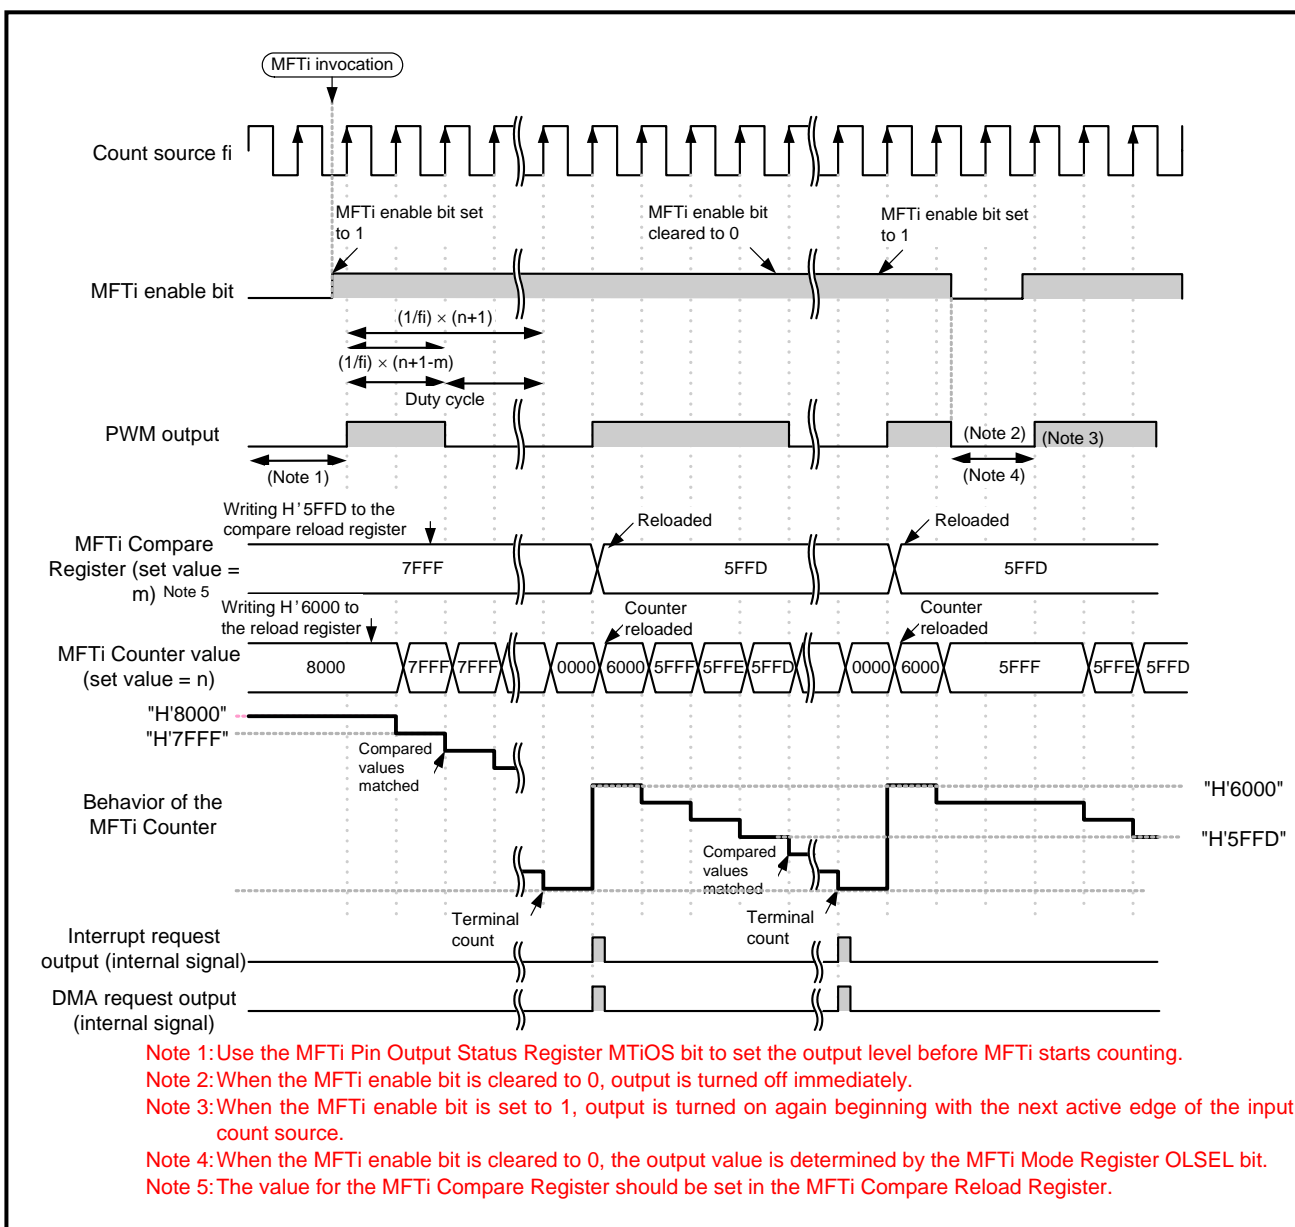 MFTi invocation
Count source fi
MFTi enable bit set
to 1
MFTi enable bit
cleared to 0
MFTi enable bit set
to 1
MFTi enable bit
(1/fi) × (n+1)
(1/fi) × (n+1-m)
Duty cycle
PWM output
(Note 1)
(Note 2)
(Note 3)
(Note 4)
Writing H'5FFD to the
compare reload register
Reloaded
Reloaded
MFTi Compare
Register (set value =
m) Note 5
7FFF
5FFD
5FFD
Writing H'6000 to
the reload register
Counter
reloaded
Counter
reloaded
MFTi Counter value
(set value = n)
8000 7FFF 7FFF 0000 6000 5FFF 5FFE 5FFD 0000 6000 5FFF 5FFE 5FFD
"H'8000"
"H'7FFF"
Compared
values
matched
Behavior of the
MFTi Counter
"H'6000"
"H'5FFD"
Compared
values
matched
Terminal
count
Terminal
count
Interrupt request
output (internal signal)
DMA request output
(internal signal)
Note 1: Use the MFTi Pin Output Status Register MTiOS bit to set the output level before MFTi starts counting.
Note 2: When the MFTi enable bit is cleared to 0, output is turned off immediately.
Note 3: When the MFTi enable bit is set to 1, output is turned on again beginning with the next active edge of the input
count source.
Note 4: When the MFTi enable bit is cleared to 0, the output value is determined by the MFTi Mode Register OLSEL bit.
Note 5: The value for the MFTi Compare Register should be set in the MFTi Compare Reload Register.